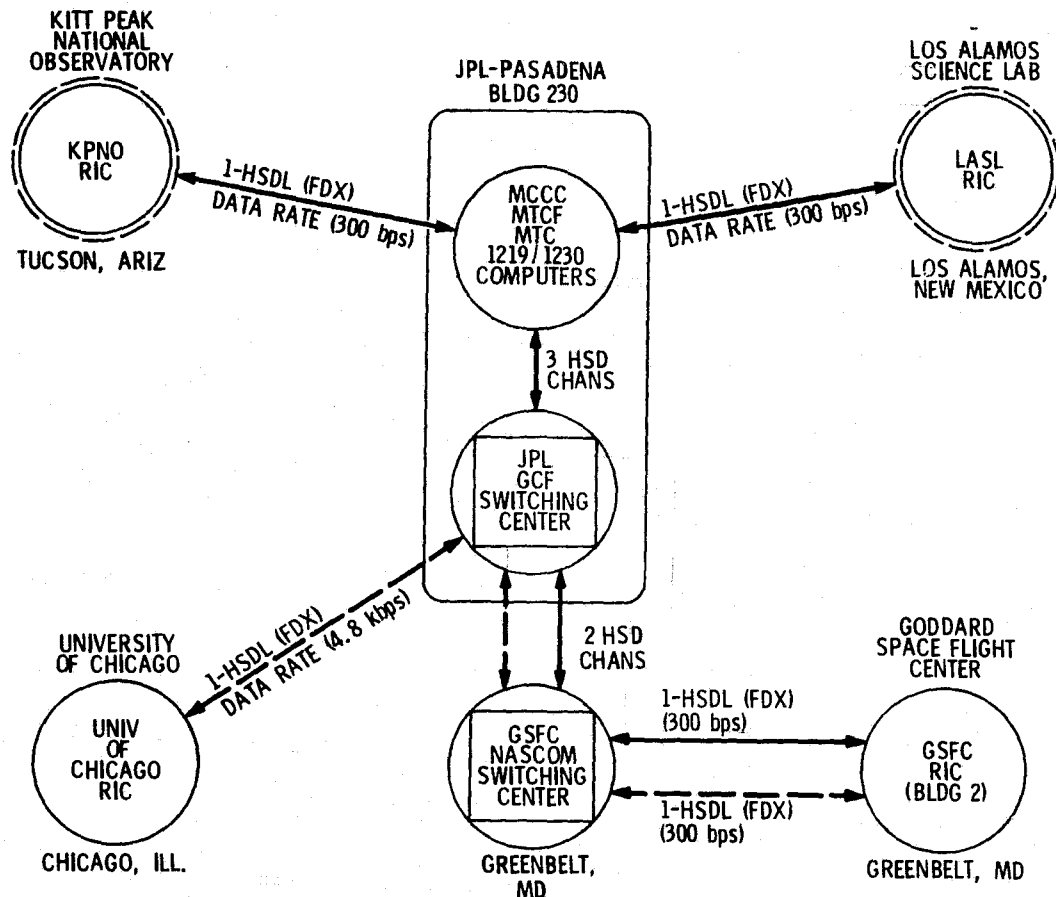 KITT PEAK
NATIONAL
OBSERVATORY
KPNO
RIC
TUCSON, ARIZ
1-HSDL (FDX)
DATA RATE (300 bps)
JPL-PASADENA
BLDG 230
MCCC
MTCF
MTC
1219/1230
COMPUTERS
1-HSDL (FDX)
DATA RATE (300 bps)
LOS ALAMOS
SCIENCE LAB
LASL
RIC
LOS ALAMOS,
NEW MEXICO
3 HSD
CHANS
JPL
GCF
SWITCHING
CENTER
1-HSDL (FDX)
DATA RATE (4.8 kbps)
UNIVERSITY
OF CHICAGO
UNIV
OF
CHICAGO
RIC
CHICAGO, ILL.
2 HSD
CHANS
GSFC
NASCOM
SWITCHING
CENTER
GREENBELT,
MD
1-HSDL (FDX)
(300 bps)
1-HSDL (FDX)
(300 bps)
GODDARD
SPACE FLIGHT
CENTER
GSFC
RIC
(BLDG 2)
GREENBELT, MD